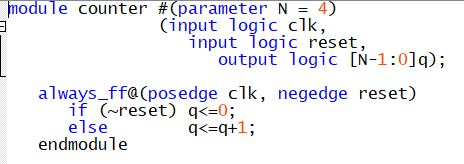 module counter #(parameter N = 4)
(input logic clk,
input logic reset,
output logic [N-1:0]q);
always_ff@(posedge clk, negedge reset)
if (~reset) q<=0;
else q<=q+1;
endmodule